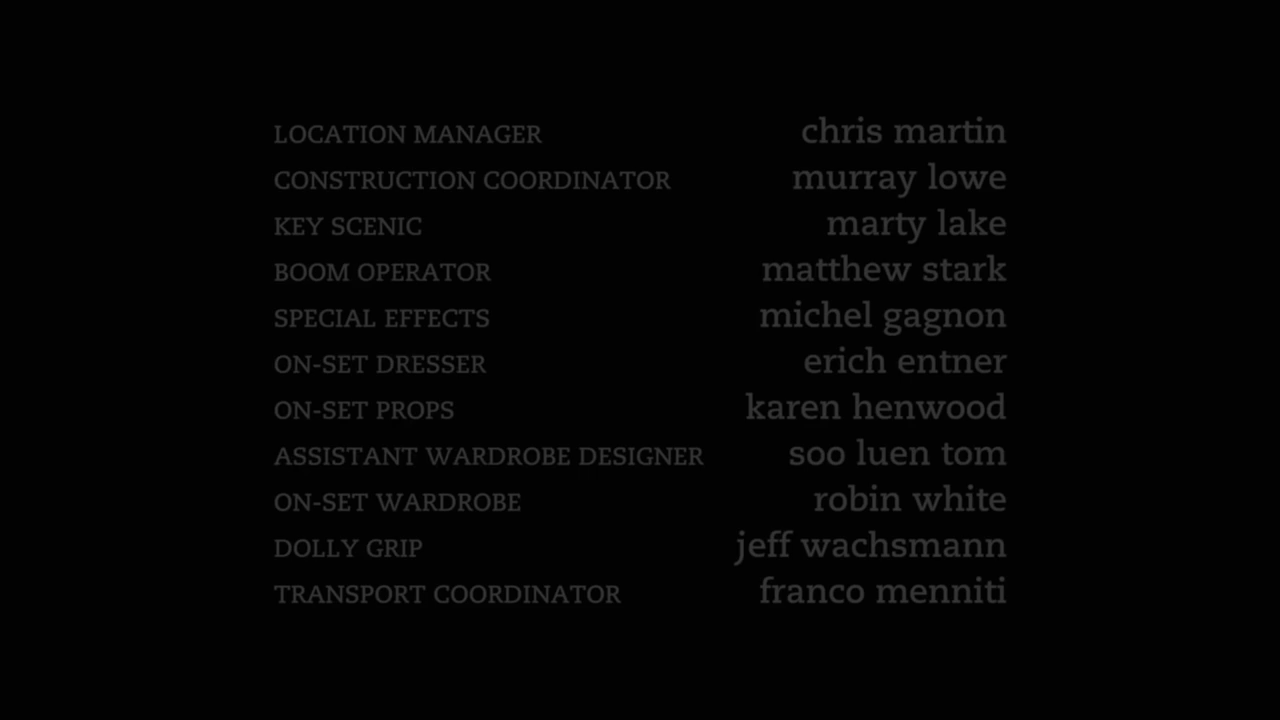 LOCATION MANAGER chris martin
CONSTRUCTION COORDINATOR murray lowe
KEY SCENIC marty lake
BOOM OPERATOR matthew stark
SPECIAL EFFECTS michel gagnon
ON-SET DRESSER erich entner
ON-SET PROPS karen henwood
ASSISTANT WARDROBE DESIGNER soo luen tom
ON-SET WARDROBE robin white
DOLLY GRIP jeff wachsmann
TRANSPORT COORDINATOR franco menniti